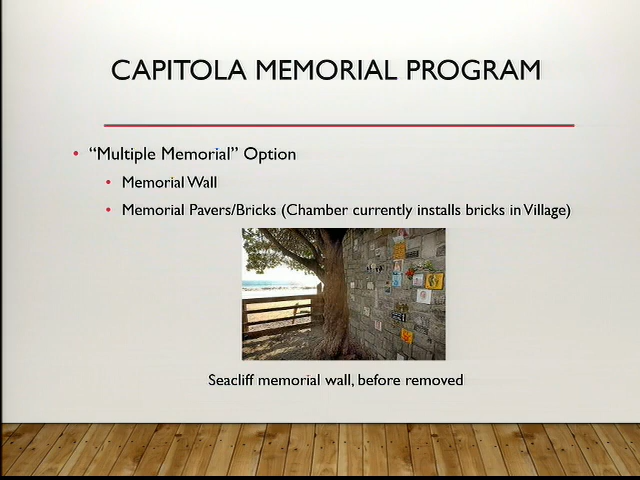 CAPITOLA MEMORIAL PROGRAM
• “Multiple Memorial” Option
• Memorial Wall
• Memorial Pavers/Bricks (Chamber currently installs bricks in Village)
Seacliff memorial wall, before removed